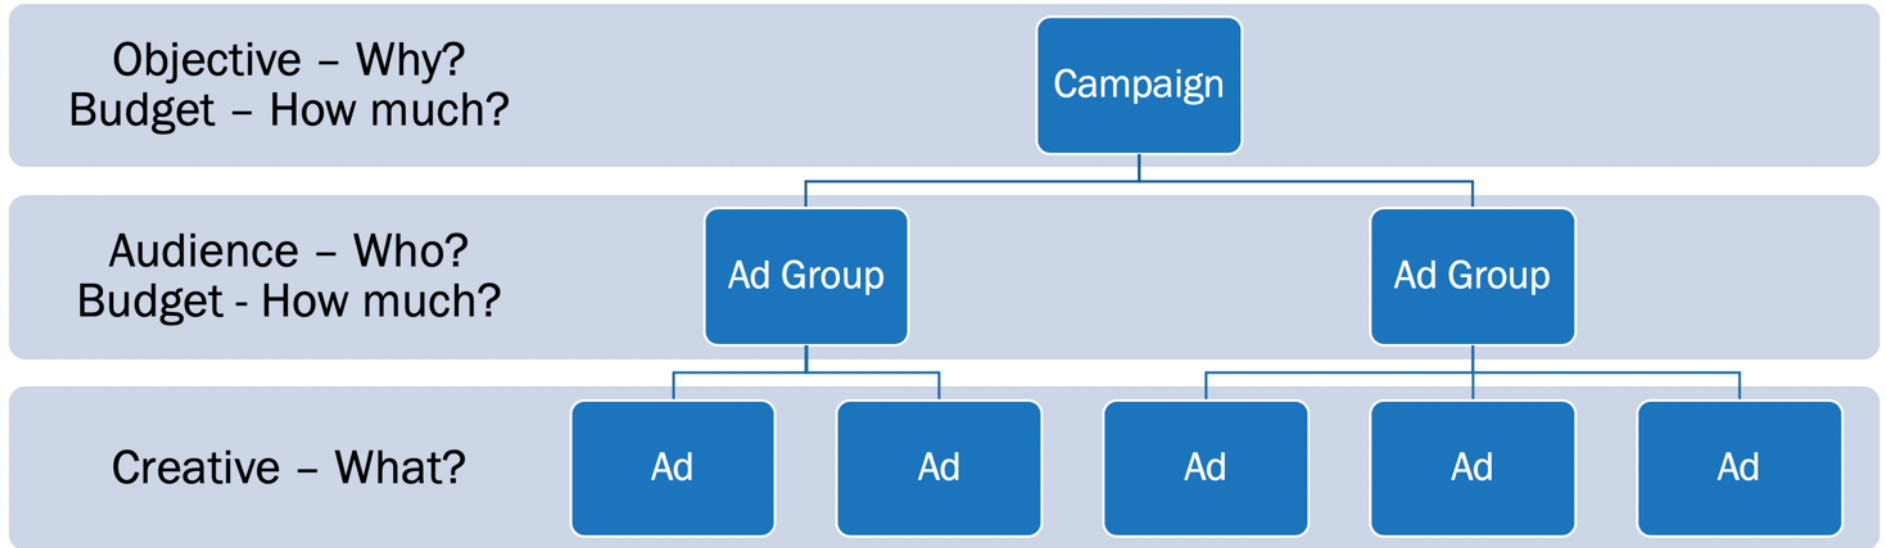 Objective – Why?
Budget – How much?
Campaign
Audience – Who?
Budget - How much?
Ad Group
Ad Group
Creative – What?
Ad
Ad
Ad
Ad
Ad